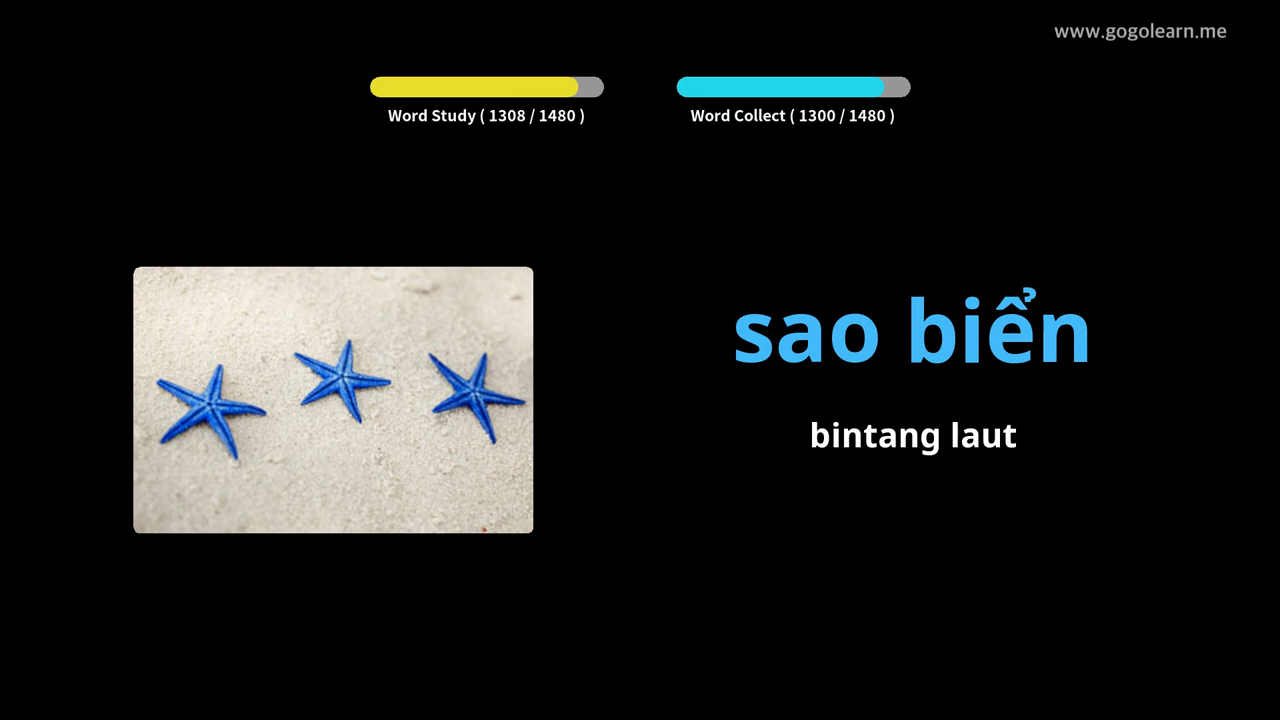 www.gogolearn.me
Word Study ( 1308 / 1480 )
Word Collect ( 1300 / 1480 )
sao biển
bintang laut